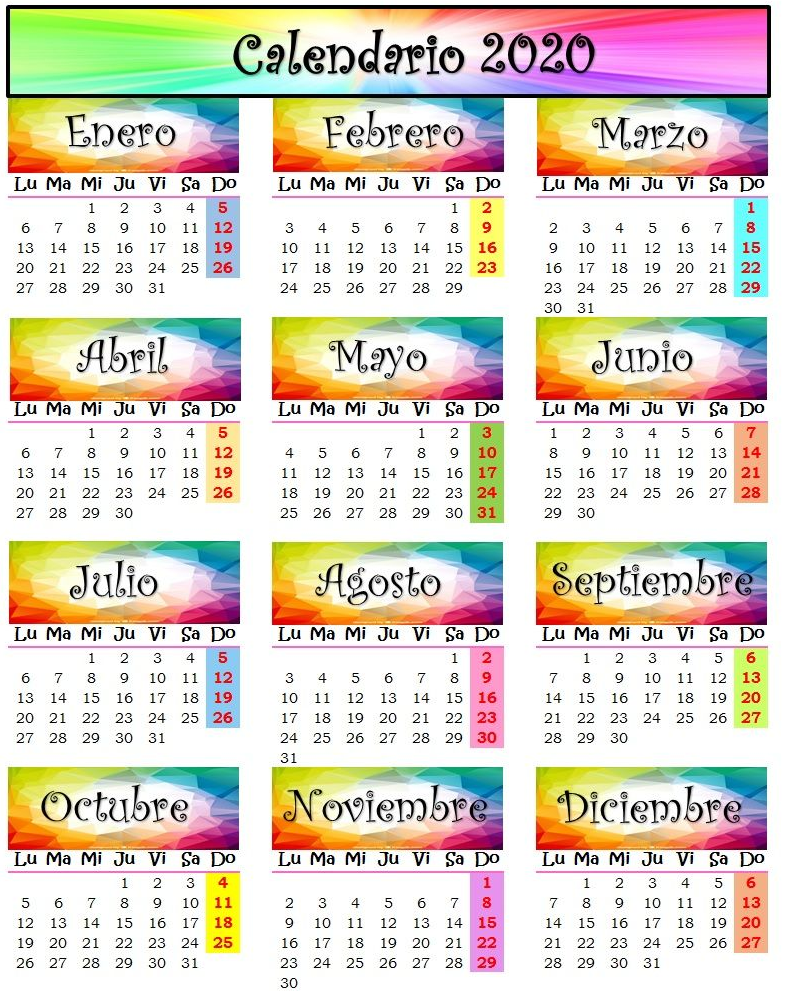 Calendario 2020
Enero
Lu Ma Mi Ju Vi Sa Do
1 2 3 4 5
6 7 8 9 10 11 12
13 14 15 16 17 18 19
20 21 22 23 24 25 26
27 28 29 30 31
Febrero
Lu Ma Mi Ju Vi Sa Do
1 2
3 4 5 6 7 8 9
10 11 12 13 14 15 16
17 18 19 20 21 22 23
24 25 26 27 28 29
Marzo
Lu Ma Mi Ju Vi Sa Do
1
2 3 4 5 6 7 8
9 10 11 12 13 14 15
16 17 18 19 20 21 22
23 24 25 26 27 28 29
30 31
Abril
Lu Ma Mi Ju Vi Sa Do
1 2 3 4 5
6 7 8 9 10 11 12
13 14 15 16 17 18 19
20 21 22 23 24 25 26
27 28 29 30
Mayo
Lu Ma Mi Ju Vi Sa Do
1 2 3
4 5 6 7 8 9 10
11 12 13 14 15 16 17
18 19 20 21 22 23 24
25 26 27 28 29 30 31
Junio
Lu Ma Mi Ju Vi Sa Do
1 2 3 4 5 6 7
8 9 10 11 12 13 14
15 16 17 18 19 20 21
22 23 24 25 26 27 28
29 30
Julio
Lu Ma Mi Ju Vi Sa Do
1 2 3 4 5
6 7 8 9 10 11 12
13 14 15 16 17 18 19
20 21 22 23 24 25 26
27 28 29 30 31
Agosto
Lu Ma Mi Ju Vi Sa Do
1 2
3 4 5 6 7 8 9
10 11 12 13 14 15 16
17 18 19 20 21 22 23
24 25 26 27 28 29 30
31
Septiembre
Lu Ma Mi Ju Vi Sa Do
1 2 3 4 5 6
7 8 9 10 11 12 13
14 15 16 17 18 19 20
21 22 23 24 25 26 27
28 29 30
Octubre
Lu Ma Mi Ju Vi Sa Do
1 2 3 4
5 6 7 8 9 10 11
12 13 14 15 16 17 18
19 20 21 22 23 24 25
26 27 28 29 30 31
Noviembre
Lu Ma Mi Ju Vi Sa Do
1
2 3 4 5 6 7 8
9 10 11 12 13 14 15
16 17 18 19 20 21 22
23 24 25 26 27 28 29
30
Diciembre
Lu Ma Mi Ju Vi Sa Do
1 2 3 4 5 6
7 8 9 10 11 12 13
14 15 16 17 18 19 20
21 22 23 24 25 26 27
28 29 30 31